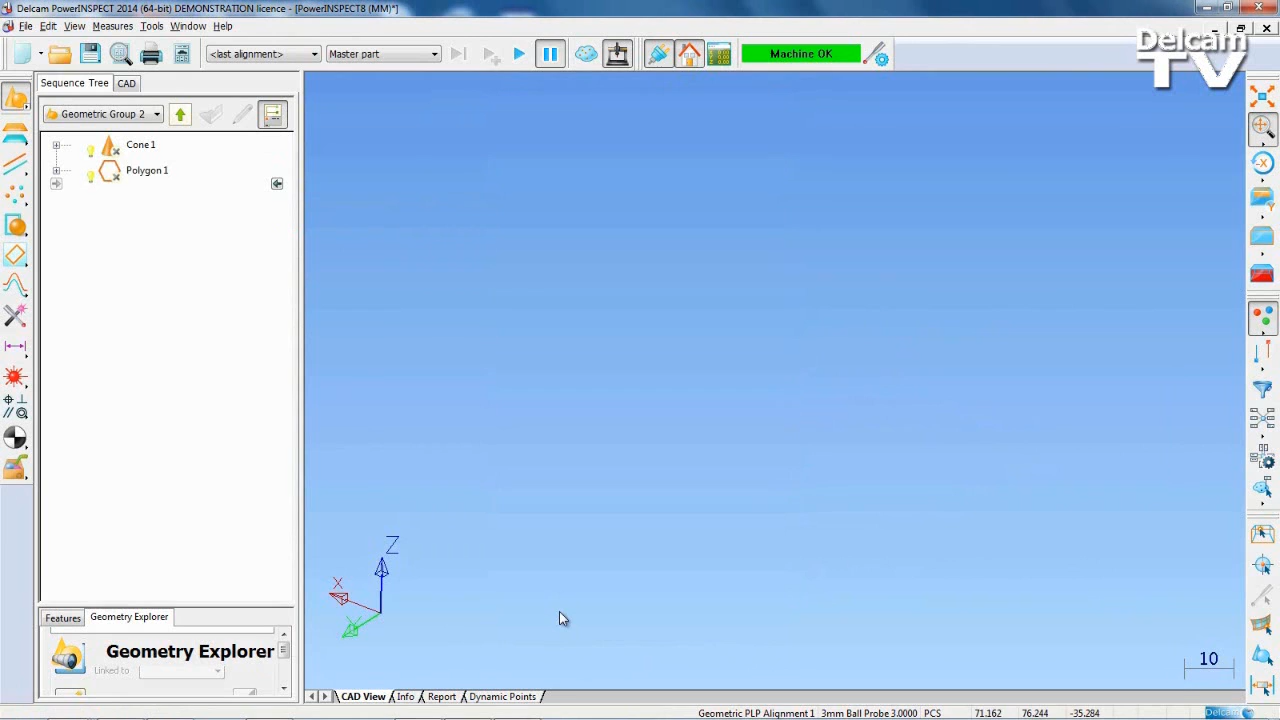 Delcam PowerINSPECT 2014 (64-bit) DEMONSTRATION licence - [PowerINSPECT8 (MM)*]
File Edit View Measures Tools Window Help
<last alignment> Master part Machine OK
Delcam
TV
Sequence Tree CAD
Geometric Group 2
Cone 1
Polygon 1
-X
Z
X
Y
Features Geometry Explorer
Geometry Explorer
Linked to
10
CAD View Info Report Dynamic Points
Geometric PLP Alignment 1 3mm Ball Probe 3.0000 PCS 71.162 76.244 -35.284 Delcam